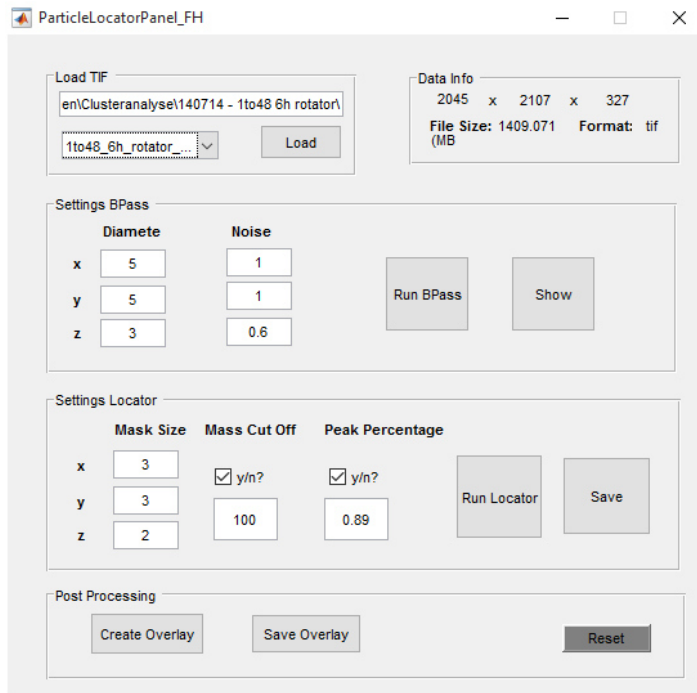 ParticleLocatorPanel_FH
Load TIF
en\Clusteranalyse\140714 - 1to48 6h rotator\
1to48_6h_rotator_...
Load
Data Info
2045 x 2107 x 327
File Size: 1409.071 Format: tif
(MB
Settings BPass
Diamete Noise
x 5 1
y 5 1
z 3 0.6
Run BPass
Show
Settings Locator
Mask Size Mass Cut Off Peak Percentage
x 3
y/n? y/n?
y 3
100 0.89
z 2
Run Locator
Save
Post Processing
Create Overlay
Save Overlay
Reset